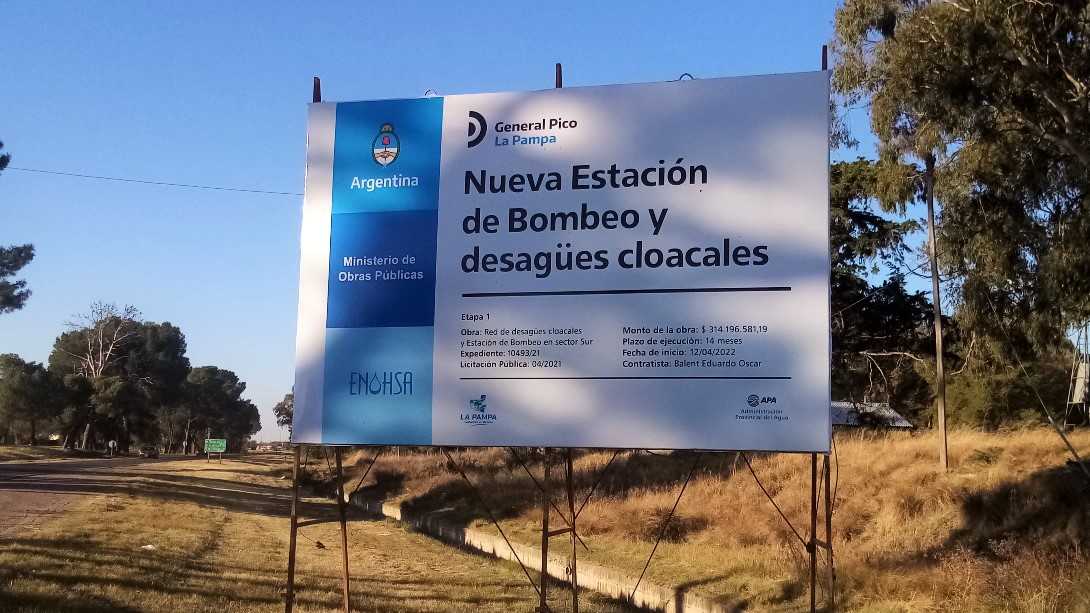 Argentina
Ministerio de
Obras Públicas
ENOHSA
General Pico
La Pampa
Nueva Estación
de Bombeo y
desagües cloacales
Etapa 1
Obra: Red de desagües cloacales
y Estación de Bombeo en sector Sur
Expediente: 10493/21
Licitación Pública: 04/2021
Monto de la obra: $ 314.196.581,19
Plazo de ejecución: 14 meses
Fecha de inicio: 12/04/2022
Contratista: Balent Eduardo Oscar
LA PAMPA
APA
Administración
Provincial del Agua